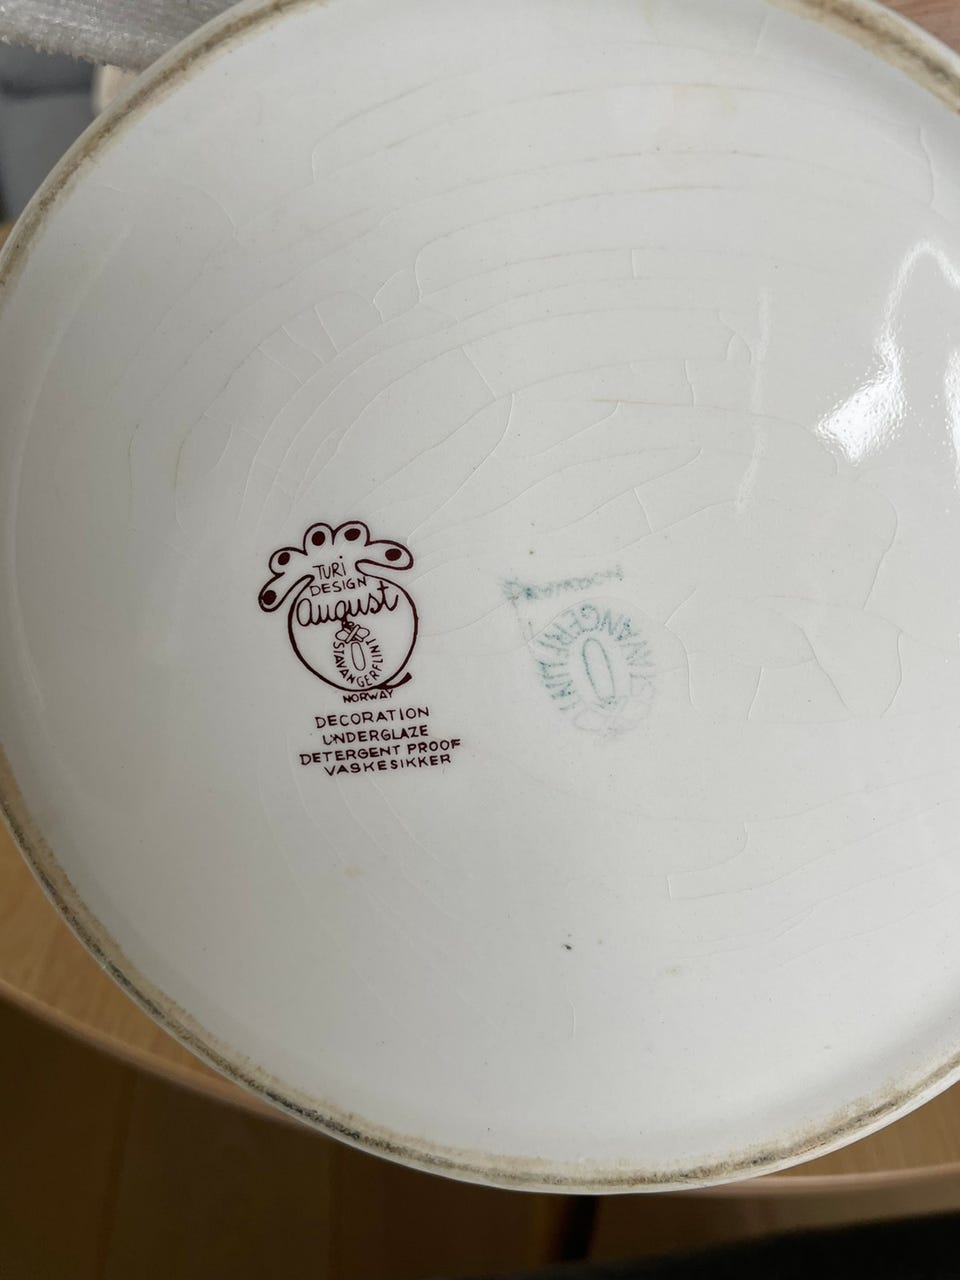 TURi
DESIGN
august
STAVANGERFLINT
NORWAY
DECORATION
UNDERGLAZE
DETERGENT PROOF
VASKESIKKER
STAVANGERFLINT